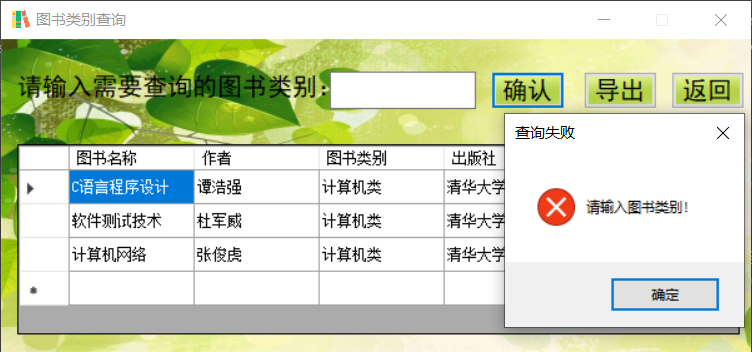 图书类别查询
请输入需要查询的图书类别：
确认 导出 返回
查询失败
请输入图书类别！
确定
图书名称 作者 图书类别 出版社
C语言程序设计 谭浩强 计算机类 清华大学
软件测试技术 杜军威 计算机类 清华大学
计算机网络 张俊虎 计算机类 清华大学